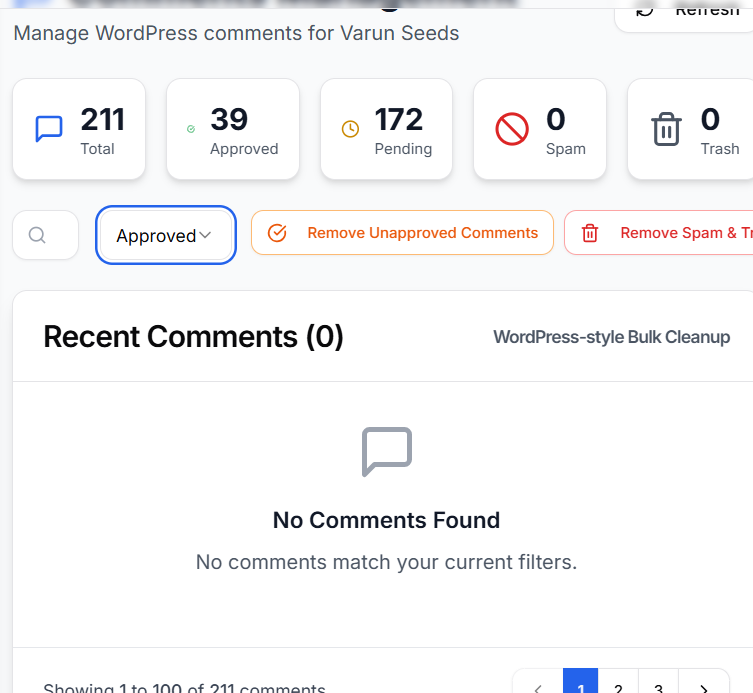 Refresh
Manage WordPress comments for Varun Seeds
211
Total
39
Approved
172
Pending
0
Spam
0
Trash
Approved
Remove Unapproved Comments
Remove Spam & Tr
Recent Comments (0)
WordPress-style Bulk Cleanup
No Comments Found
No comments match your current filters.
Showing 1 to 100 of 211 comments
1
2
3